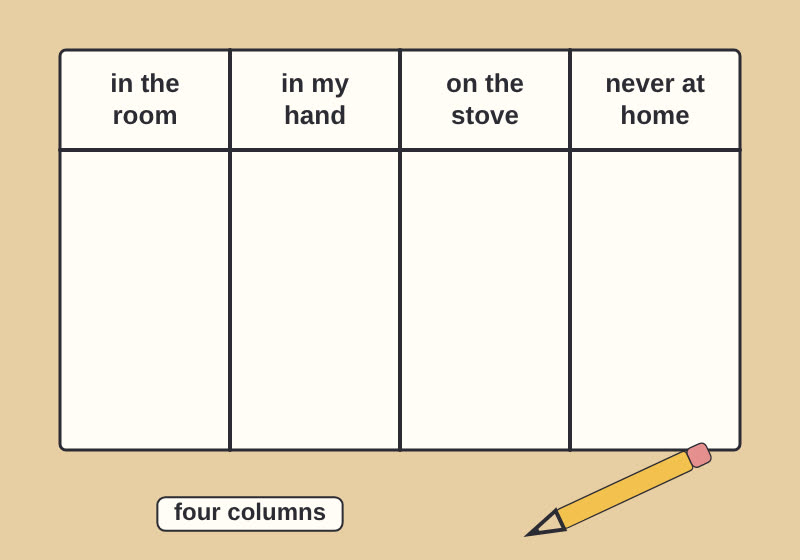 in the
room
in my
hand
on the
stove
never at
home
four columns